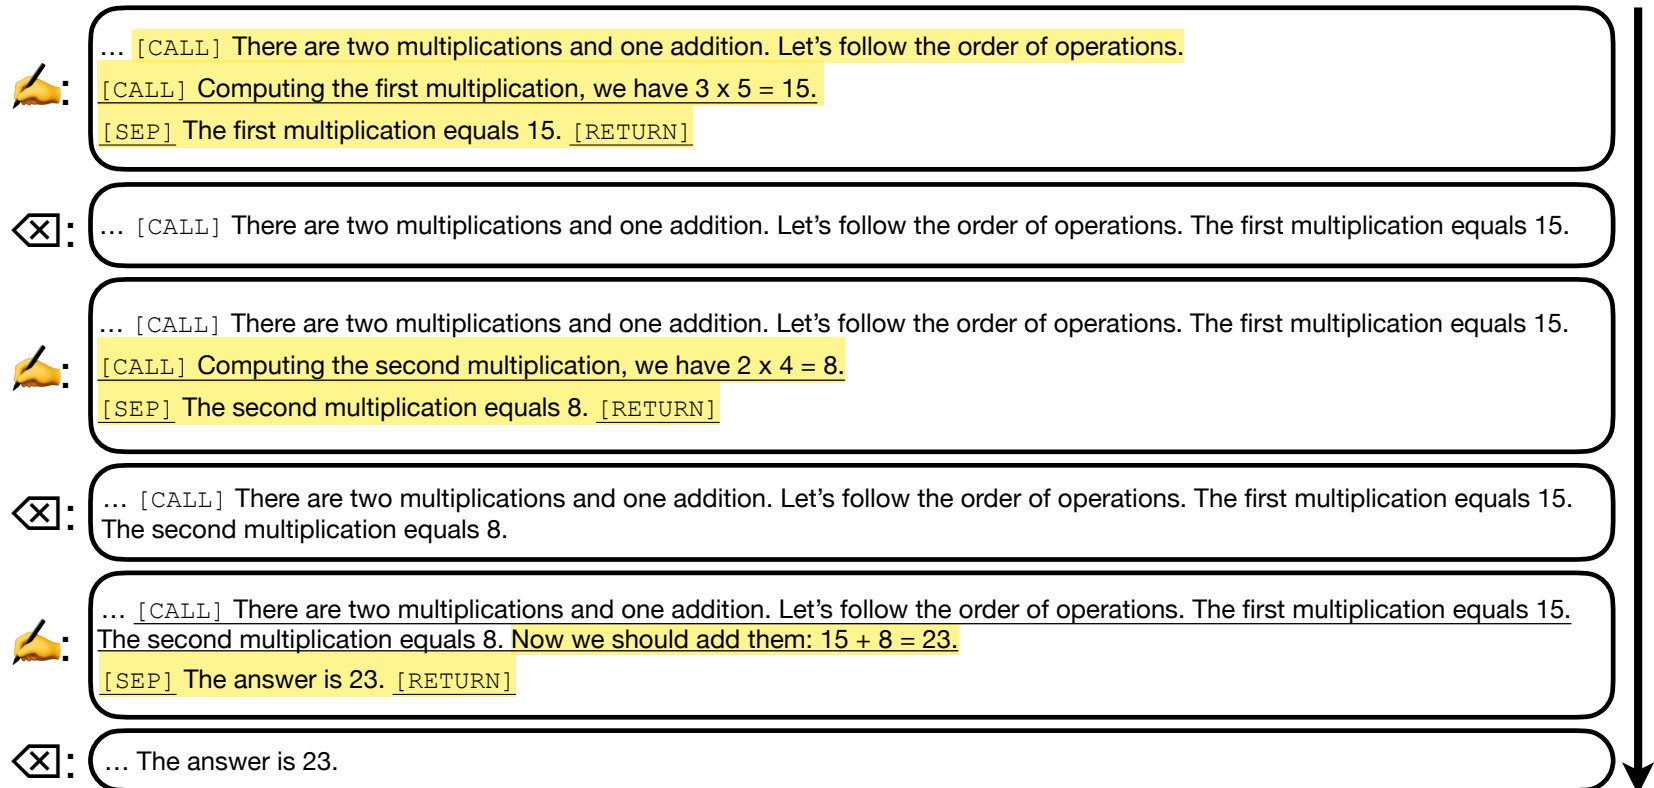 ✍️: … [CALL] There are two multiplications and one addition. Let’s follow the order of operations.
[CALL] Computing the first multiplication, we have 3 x 5 = 15.
[SEP] The first multiplication equals 15. [RETURN]
⌫: … [CALL] There are two multiplications and one addition. Let’s follow the order of operations. The first multiplication equals 15.
✍️: … [CALL] There are two multiplications and one addition. Let’s follow the order of operations. The first multiplication equals 15.
[CALL] Computing the second multiplication, we have 2 x 4 = 8.
[SEP] The second multiplication equals 8. [RETURN]
⌫: … [CALL] There are two multiplications and one addition. Let’s follow the order of operations. The first multiplication equals 15.
The second multiplication equals 8.
✍️: … [CALL] There are two multiplications and one addition. Let’s follow the order of operations. The first multiplication equals 15.
The second multiplication equals 8. Now we should add them: 15 + 8 = 23.
[SEP] The answer is 23. [RETURN]
⌫: … The answer is 23.